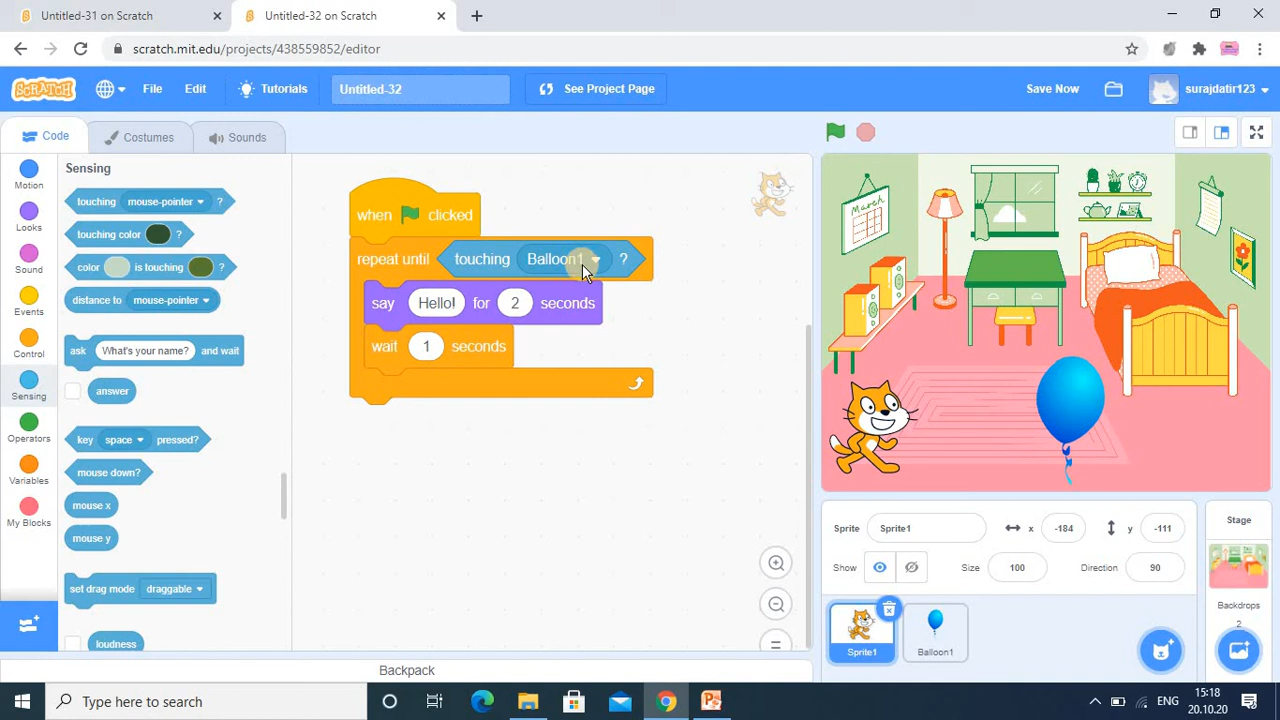 Untitled-31 on Scratch
Untitled-32 on Scratch
scratch.mit.edu/projects/438559852/editor
SCRATCH
File
Edit
Tutorials
Untitled-32
See Project Page
Save Now
surajdatir123
Code
Costumes
Sounds
Motion
Looks
Sound
Events
Control
Sensing
Operators
Variables
My Blocks
Sensing
touching mouse-pointer ?
touching color ?
color is touching ?
distance to mouse-pointer
ask What's your name? and wait
answer
key space pressed?
mouse down?
mouse x
mouse y
set drag mode draggable
loudness
when clicked
repeat until touching Balloon1 ?
say Hello! for 2 seconds
wait 1 seconds
Backpack
March
Sprite Sprite1 x -184 y -111
Show Size 100 Direction 90
Sprite1
Balloon1
Stage
Backdrops
2
Type here to search
ENG
15:18
20.10.20